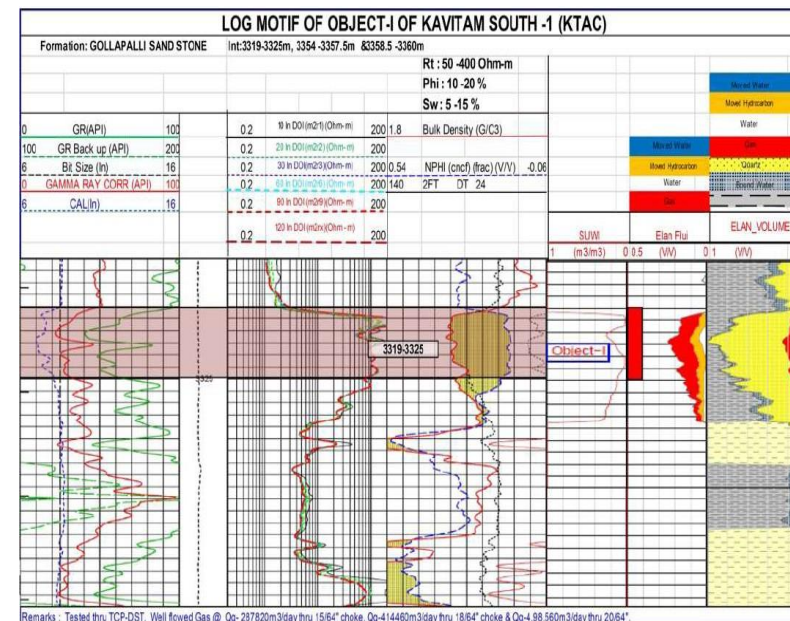 LOG MOTIF OF OBJECT-I OF KAVITAM SOUTH -1 (KTAC)
Formation: GOLLAPALLI SAND STONE Int:3319-3325m, 3354 -3357.5m &3358.5 -3360m
Rt : 50 -400 Ohm-m
Phi : 10 -20 %
Sw : 5 -15 %
Moved Water
Moved Hydrocarbon
Water
0 GR(API) 100 0.2 10 In DOI (m2r1) (Ohm- m) 200 1.8 Bulk Density (G/C3)
100 GR Back up (API) 200 0.2 20 In DOI (m2r2) (Ohm- m) 200 Moved Water Gas
6 Bit Size (In) 16 0.2 30 In DOI(m2r3)(Ohm- m) 200 0.54 NPHI (cncf) (frac) (V/V) -0.06 Moved Hydrocarbon Quartz
0 GAMMA RAY CORR (API) 100 0.2 60 In DOI (m2r6) (Ohm- m) 200 140 2FT DT 24 Water Bound Water
6 CAL(In) 16 0.2 90 In DOI (m2r9)(Ohm- m) 200 Gas
0.2 120 In DOI (m2rx)(Ohm - m) 200
SUWI Elan Flui ELAN_VOLUME
1 (m3/m3) 0 0.5 (V/V) 0 1 (V/V)
3319-3325
Object-I
3325
Remarks : Tested thru TCP-DST. Well flowed Gas @ Qg- 287820m3/day thru 15/64" choke, Qg-414460m3/day thru 18/64" choke & Qg-4,98,560m3/day thru 20/64".